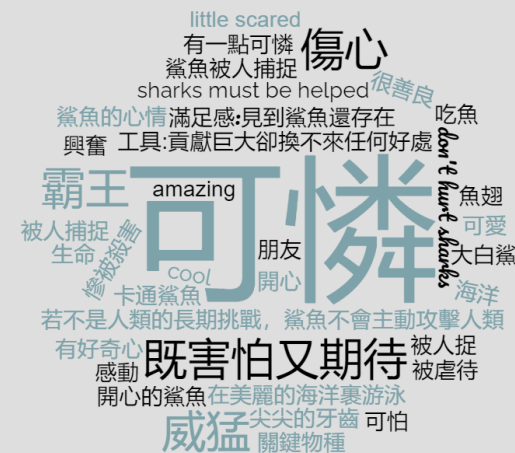 little scared
有一點可憐
傷心
鯊魚被人捕捉
sharks must be helped
很善良
鯊魚的心情
滿足感:見到鯊魚還存在
吃魚
興奮
工具:貢獻巨大卻換不來任何好處
don't hurt sharks
霸王
amazing
可憐
魚翅
被人捕捉
可愛
生命
慘被殺害
朋友
大白鯊
cool
開心
卡通鯊魚
海洋
若不是人類的長期挑戰，鯊魚不會主動攻擊人類
有好奇心
既害怕又期待
被人捉
感動
被虐待
開心的鯊魚
在美麗的海洋裹游泳
威猛
尖尖的牙齒
可怕
關鍵物種